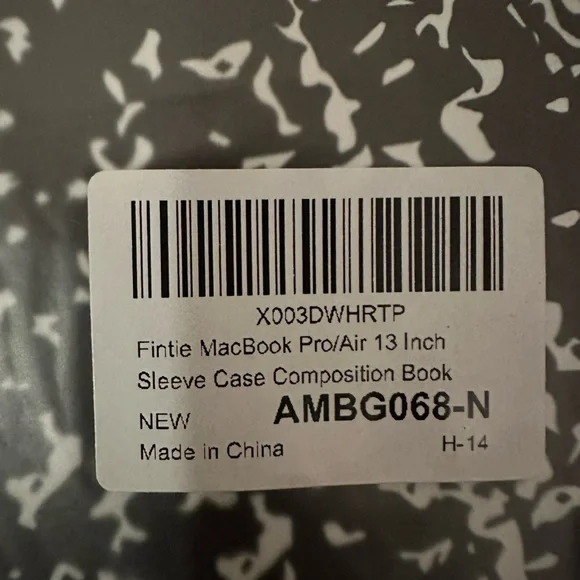 X003DWHRTP
Fintie MacBook Pro/Air 13 Inch
Sleeve Case Composition Book
NEW AMBG068-N
Made in China H-14